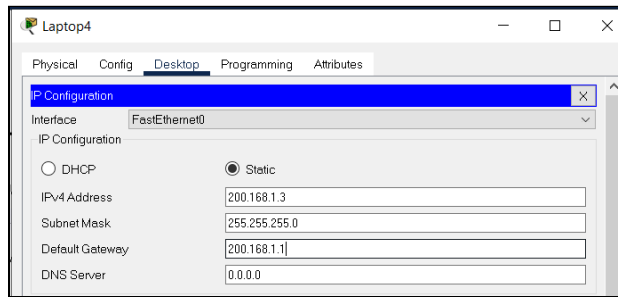 Laptop4
Physical Config Desktop Programming Attributes
IP Configuration X
Interface FastEthernet0
IP Configuration
DHCP Static
IPv4 Address 200.168.1.3
Subnet Mask 255.255.255.0
Default Gateway 200.168.1.1
DNS Server 0.0.0.0